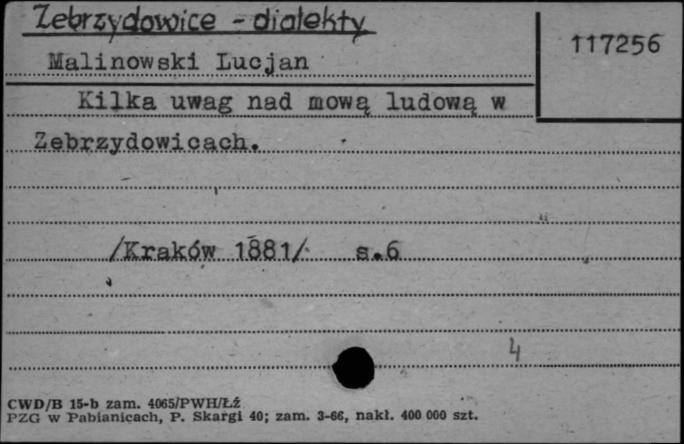 Zebrzydowice - dialekty
117256
Malinowski Lucjan
Kilka uwag nad mową ludową w
Zebrzydowicach.
/Kraków 1881/ s.6
4
CWD/B 15-b zam. 4065/PWH/Łź
PZG w Pabianicach, P. Skargi 40; zam. 3-66, nakł. 400 000 szt.